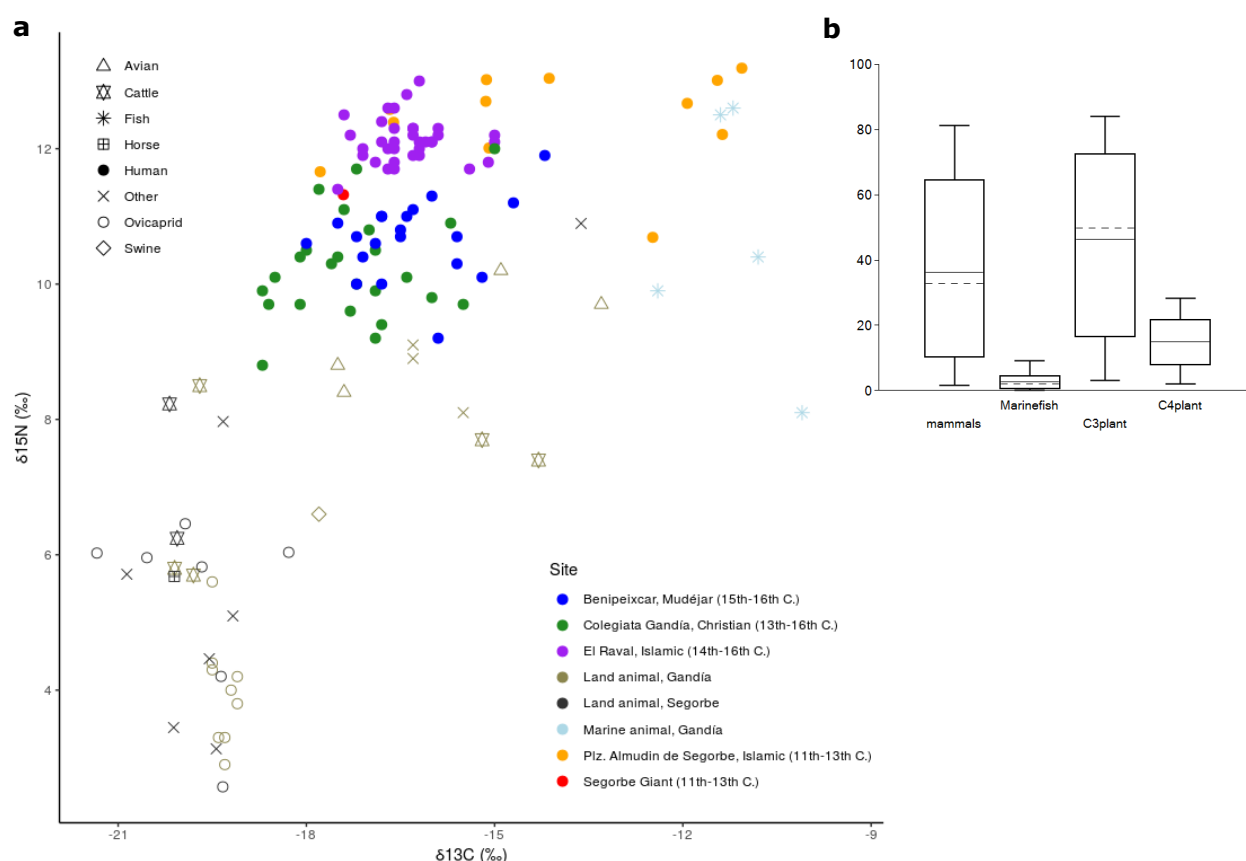 a
Avian
Cattle
Fish
Horse
Human
Other
Ovicaprid
Swine
12
10
8
6
4
δ15N (‰)
-21
-18
-15
-12
-9
δ13C (‰)
Site
Benipeixcar, Mudéjar (15th-16th C.)
Colegiata Gandía, Christian (13th-16th C.)
El Raval, Islamic (14th-16th C.)
Land animal, Gandía
Land animal, Segorbe
Marine animal, Gandía
Plz. Almudin de Segorbe, Islamic (11th-13th C.)
Segorbe Giant (11th-13th C.)
b
100
80
60
40
20
0
mammals
Marinefish
C3plant
C4plant